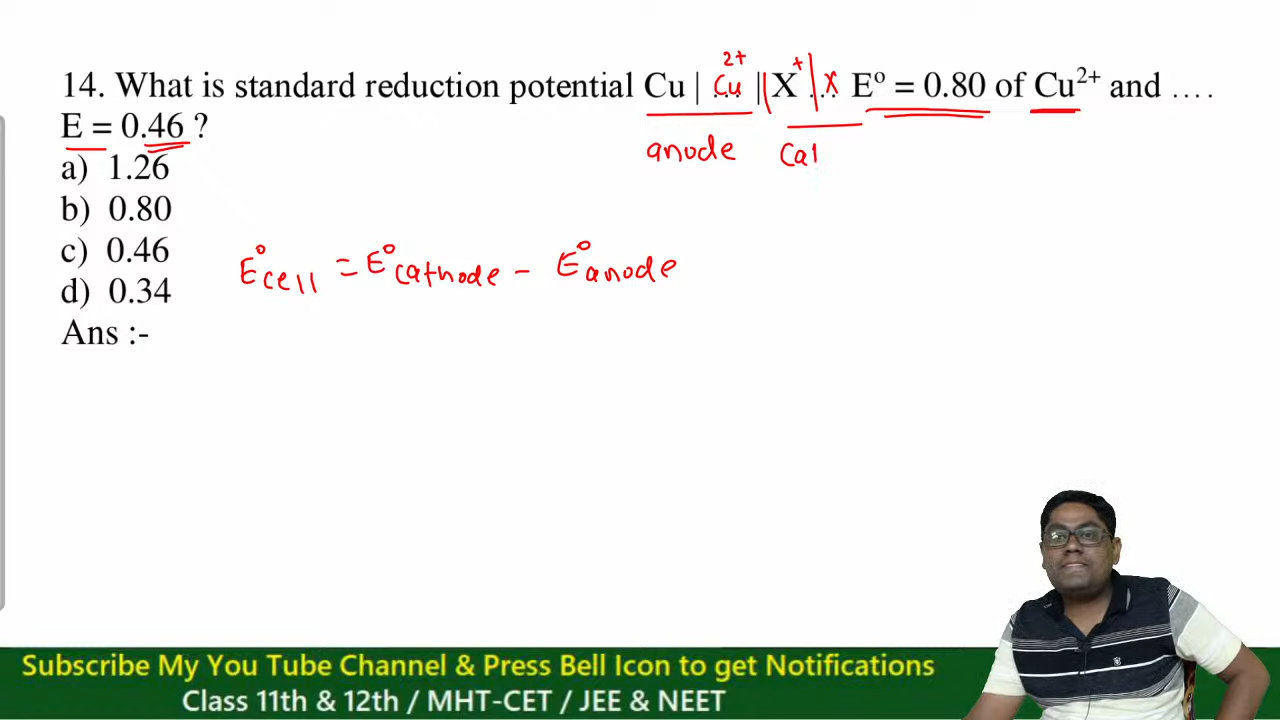 14. What is standard reduction potential Cu | Cu²⁺ || X⁺ | X E° = 0.80 of Cu²⁺ and ….
E = 0.46 ?
anode Cat
a) 1.26
b) 0.80
c) 0.46
d) 0.34
E°cell = E°cathode – E°anode
Ans :-
Subscribe My You Tube Channel & Press Bell Icon to get Notifications
Class 11th & 12th / MHT-CET / JEE & NEET